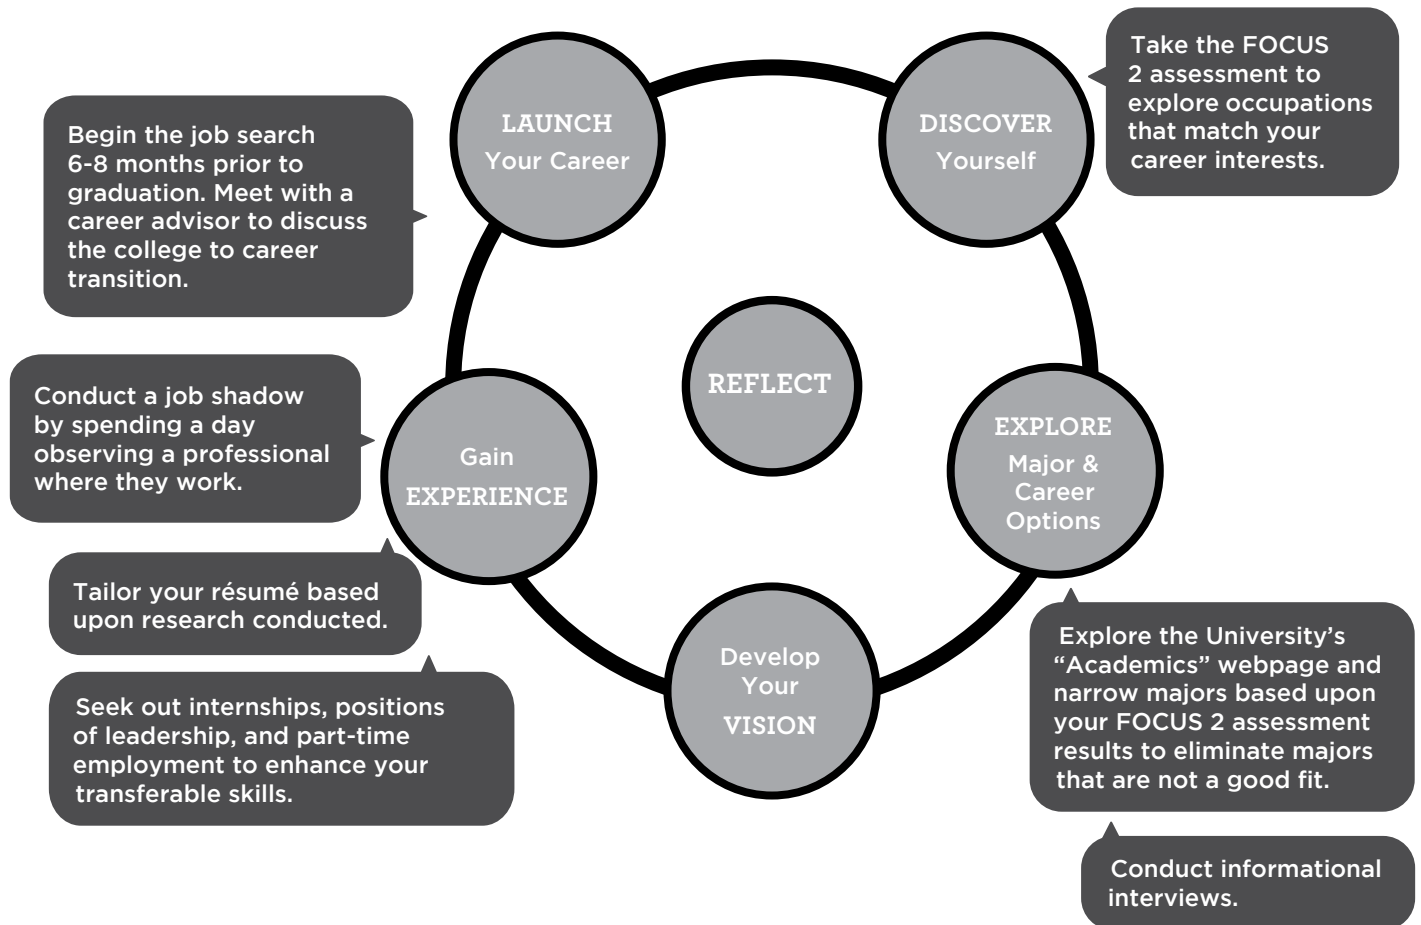 LAUNCH
Your Career
DISCOVER
Yourself
Take the FOCUS
2 assessment to
explore occupations
that match your
career interests.
Begin the job search
6-8 months prior to
graduation. Meet with a
career advisor to discuss
the college to career
transition.
REFLECT
Conduct a job shadow
by spending a day
observing a professional
where they work.
Gain
EXPERIENCE
EXPLORE
Major &
Career
Options
Tailor your résumé based
upon research conducted.
Seek out internships, positions
of leadership, and part-time
employment to enhance your
transferable skills.
Develop
Your
VISION
Explore the University’s
“Academics” webpage and
narrow majors based upon
your FOCUS 2 assessment
results to eliminate majors
that are not a good fit.
Conduct informational
interviews.